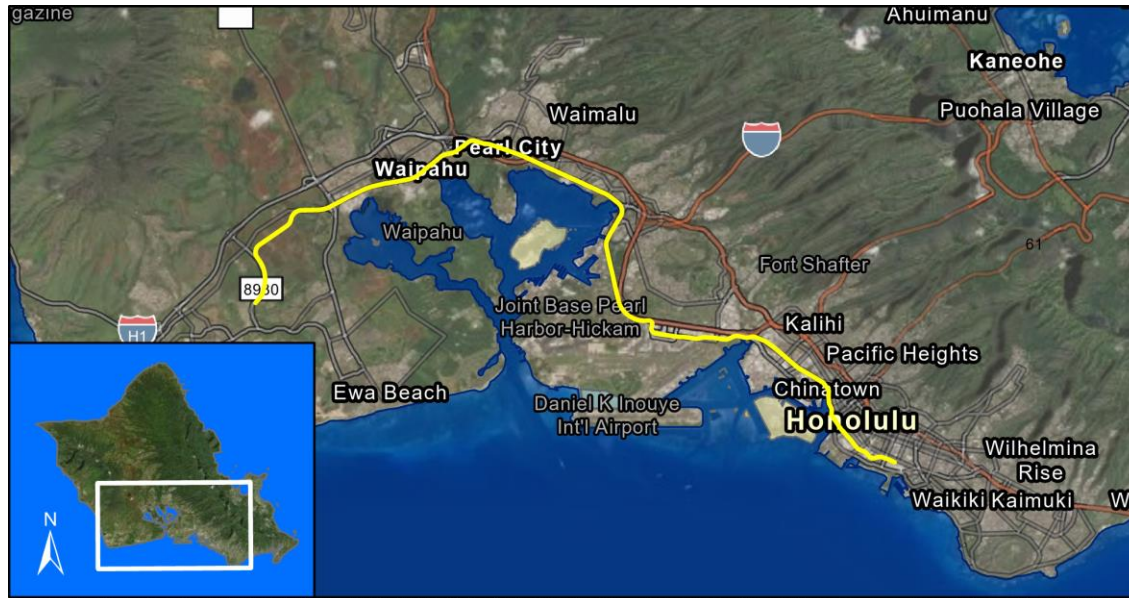 gazine
Ahuimanu
Kaneohe
Waimalu
Puohala Village
Pearl City
Waipahu
Waipahu
61
Fort Shafter
8930
Joint Base Pearl
Harbor-Hickam
H1
Kalihi
Pacific Heights
Ewa Beach
Chinatown
Daniel K Inouye
Int'l Airport
Honolulu
Wilhelmina
Rise
Waikiki
Kaimuki
W
N